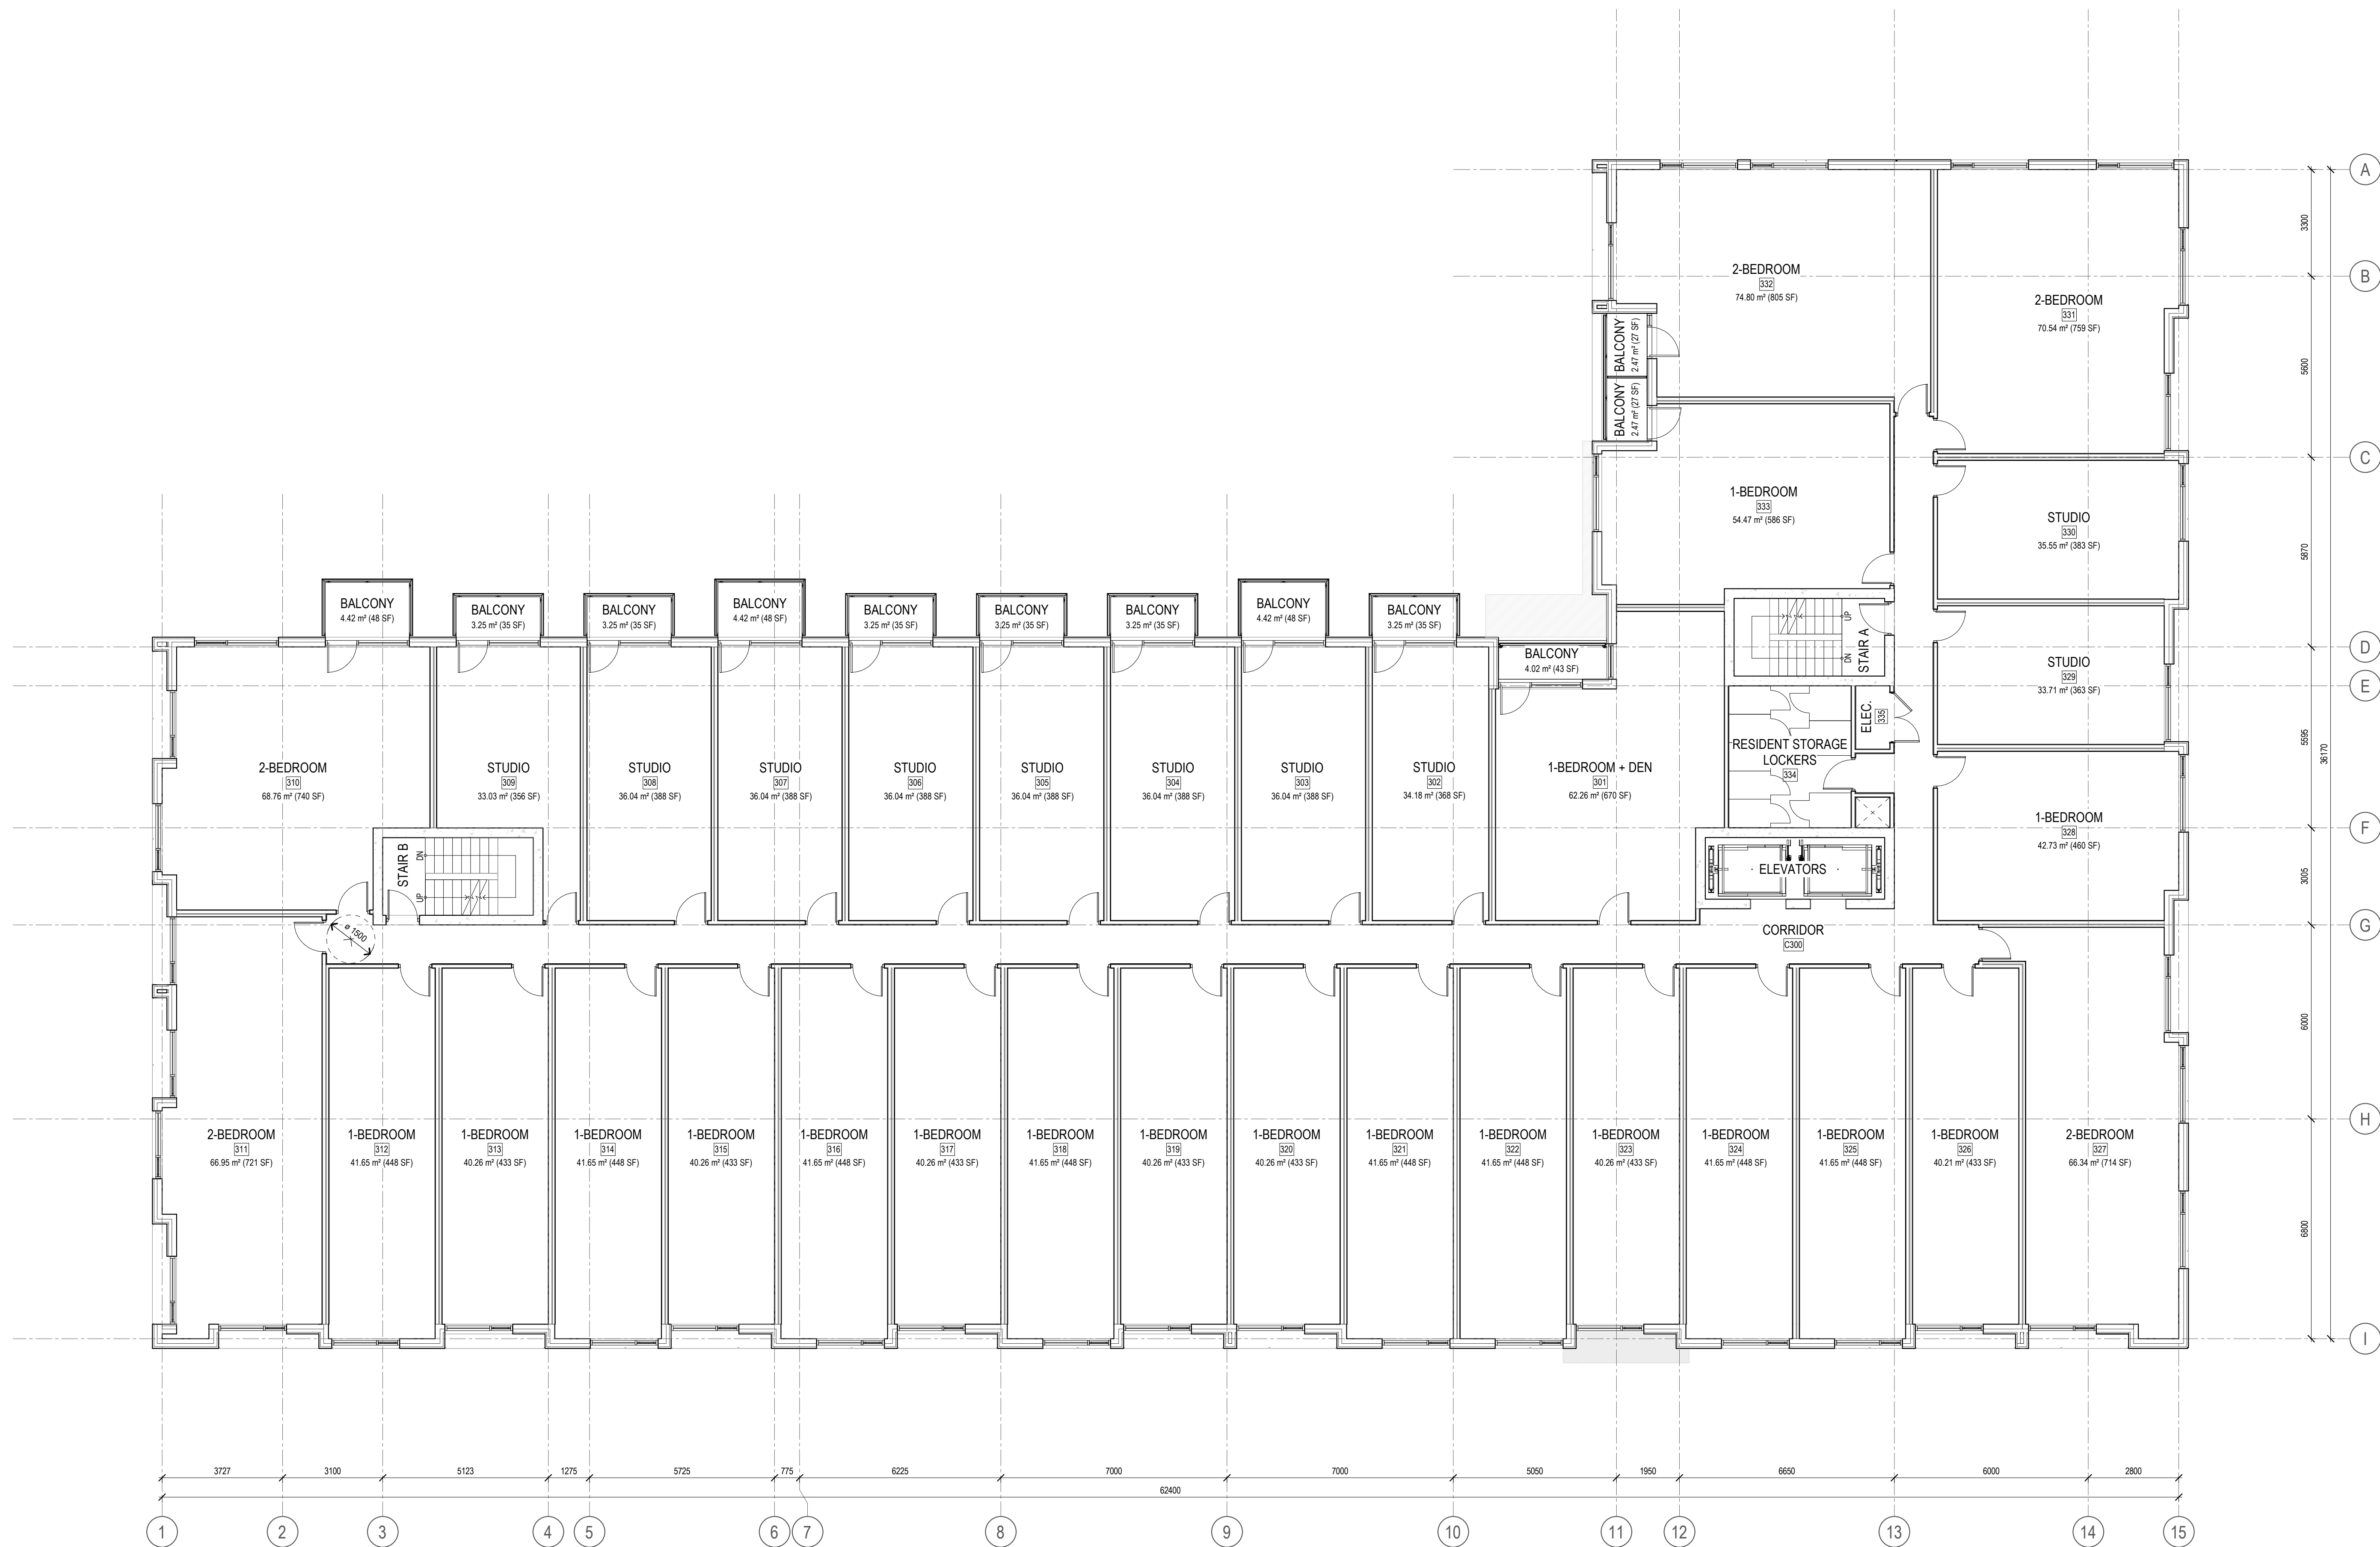 A
3300
B
2-BEDROOM
332
74.80 m² (805 SF)
2-BEDROOM
331
70.54 m² (759 SF)
BALCONY
2.47 m² (27 SF)
5600
BALCONY
2.47 m² (27 SF)
C
1-BEDROOM
333
54.47 m² (586 SF)
STUDIO
330
35.55 m² (383 SF)
5870
BALCONY
4.42 m² (48 SF)
BALCONY
3.25 m² (35 SF)
BALCONY
3.25 m² (35 SF)
BALCONY
4.42 m² (48 SF)
BALCONY
3.25 m² (35 SF)
BALCONY
3.25 m² (35 SF)
BALCONY
3.25 m² (35 SF)
BALCONY
4.42 m² (48 SF)
BALCONY
3.25 m² (35 SF)
UP
DN
STAIR A
D
BALCONY
4.02 m² (43 SF)
STUDIO
329
33.71 m² (363 SF)
E
ELEC.
335
5595
36170
RESIDENT STORAGE
LOCKERS
334
2-BEDROOM
310
68.76 m² (740 SF)
STUDIO
309
33.03 m² (356 SF)
STUDIO
308
36.04 m² (388 SF)
STUDIO
307
36.04 m² (388 SF)
STUDIO
306
36.04 m² (388 SF)
STUDIO
305
36.04 m² (388 SF)
STUDIO
304
36.04 m² (388 SF)
STUDIO
303
36.04 m² (388 SF)
STUDIO
302
34.18 m² (368 SF)
1-BEDROOM + DEN
301
62.26 m² (670 SF)
1-BEDROOM
328
42.73 m² (460 SF)
F
STAIR B
DN
UP
ELEVATORS
3005
G
ø 1500
CORRIDOR
C300
6000
H
2-BEDROOM
311
66.95 m² (721 SF)
1-BEDROOM
312
41.65 m² (448 SF)
1-BEDROOM
313
40.26 m² (433 SF)
1-BEDROOM
314
41.65 m² (448 SF)
1-BEDROOM
315
40.26 m² (433 SF)
1-BEDROOM
316
41.65 m² (448 SF)
1-BEDROOM
317
40.26 m² (433 SF)
1-BEDROOM
318
41.65 m² (448 SF)
1-BEDROOM
319
40.26 m² (433 SF)
1-BEDROOM
320
40.26 m² (433 SF)
1-BEDROOM
321
41.65 m² (448 SF)
1-BEDROOM
322
41.65 m² (448 SF)
1-BEDROOM
323
40.26 m² (433 SF)
1-BEDROOM
324
41.65 m² (448 SF)
1-BEDROOM
325
41.65 m² (448 SF)
1-BEDROOM
326
40.21 m² (433 SF)
2-BEDROOM
327
66.34 m² (714 SF)
6800
I
3727 3100 5123 1275 5725 775 6225 7000 7000 5050 1950 6650 6000 2800
62400
1 2 3 4 5 6 7 8 9 10 11 12 13 14 15